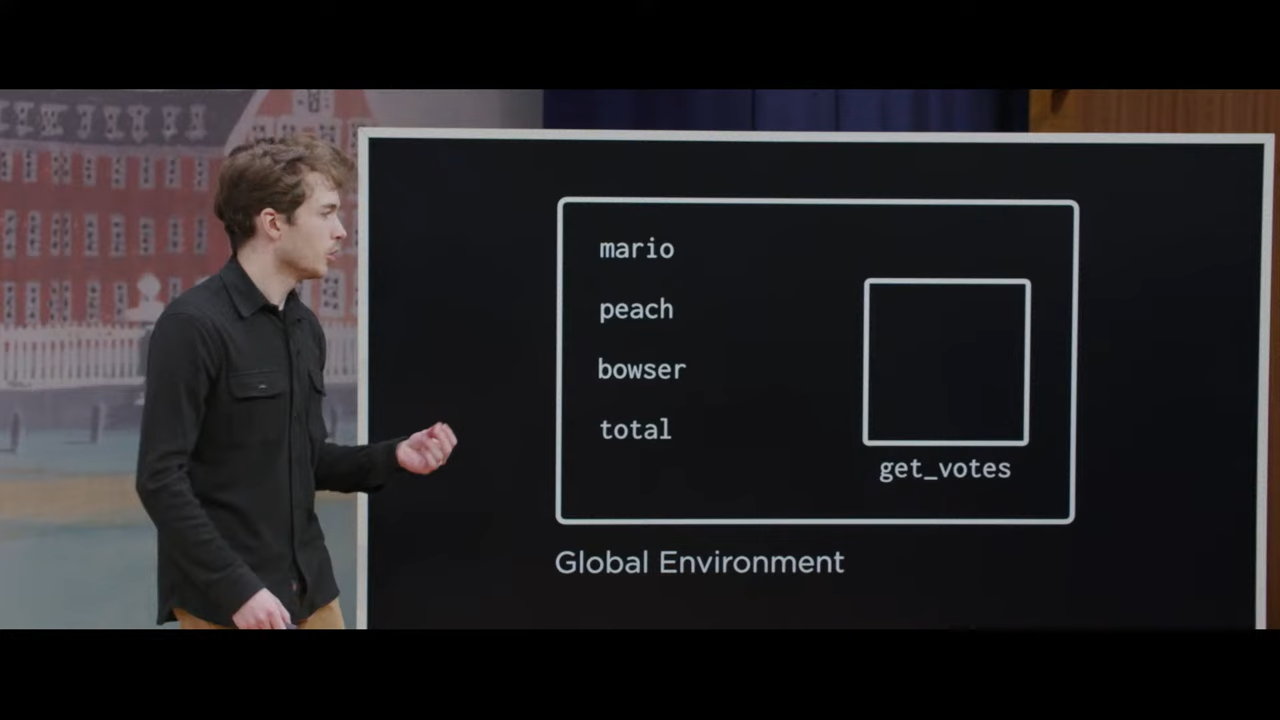 mario
peach
bowser
total
get_votes
Global Environment